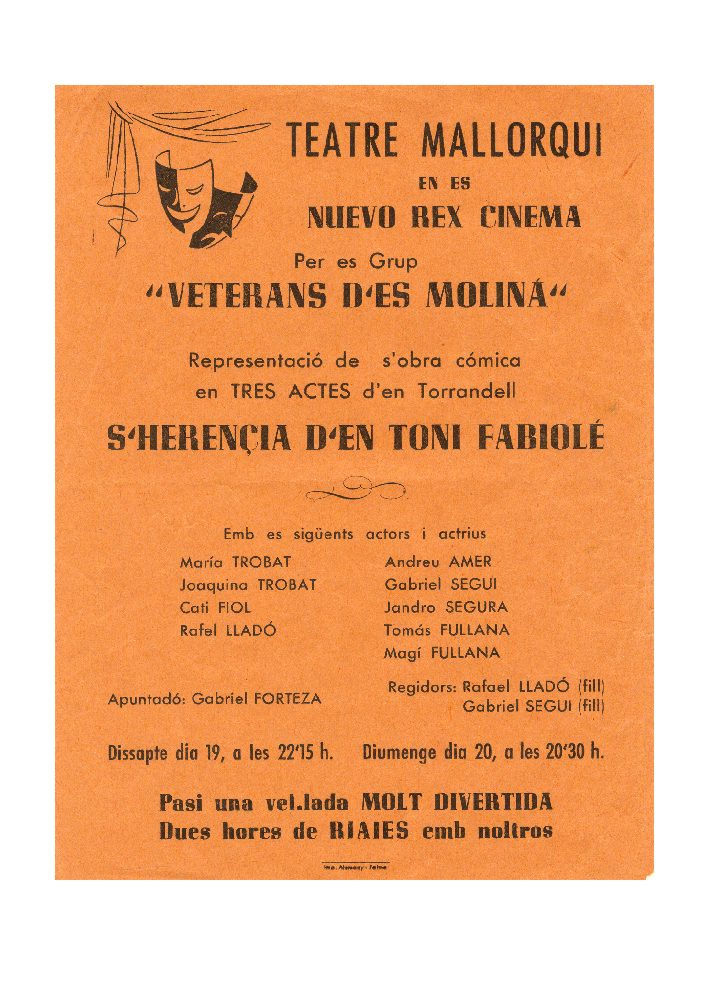 TEATRE MALLORQUI
EN ES
NUEVO REX CINEMA
Per es Grup
“VETERANS D'ES MOLINÁ“
Representació de s'obra cómica
en TRES ACTES d'en Torrandell
S'HERENÇIA D'EN TONI FABIOLÉ
Emb es sigüents actors i actrius
María TROBAT
Joaquina TROBAT
Cati FIOL
Rafel LLADÓ
Andreu AMER
Gabriel SEGUI
Jandro SEGURA
Tomás FULLANA
Magí FULLANA
Apuntadó: Gabriel FORTEZA
Regidors: Rafael LLADÓ (fill)
Gabriel SEGUI (fill)
Dissapte dia 19, a les 22'15 h. Diumenge dia 20, a les 20'30 h.
Pasi una vel.lada MOLT DIVERTIDA
Dues hores de RIAIES emb noltros
Imp. - Palma